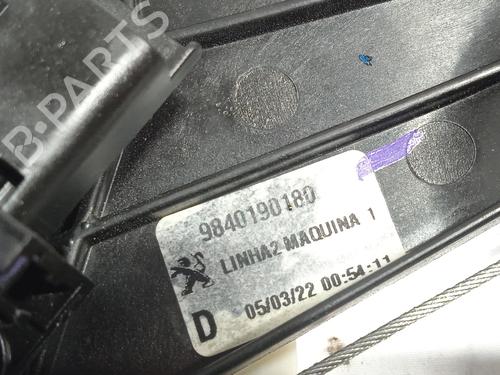 B-PARTS
9840190180
LINHA2 MAQUINA 1
D 05/03/22 00:54:11